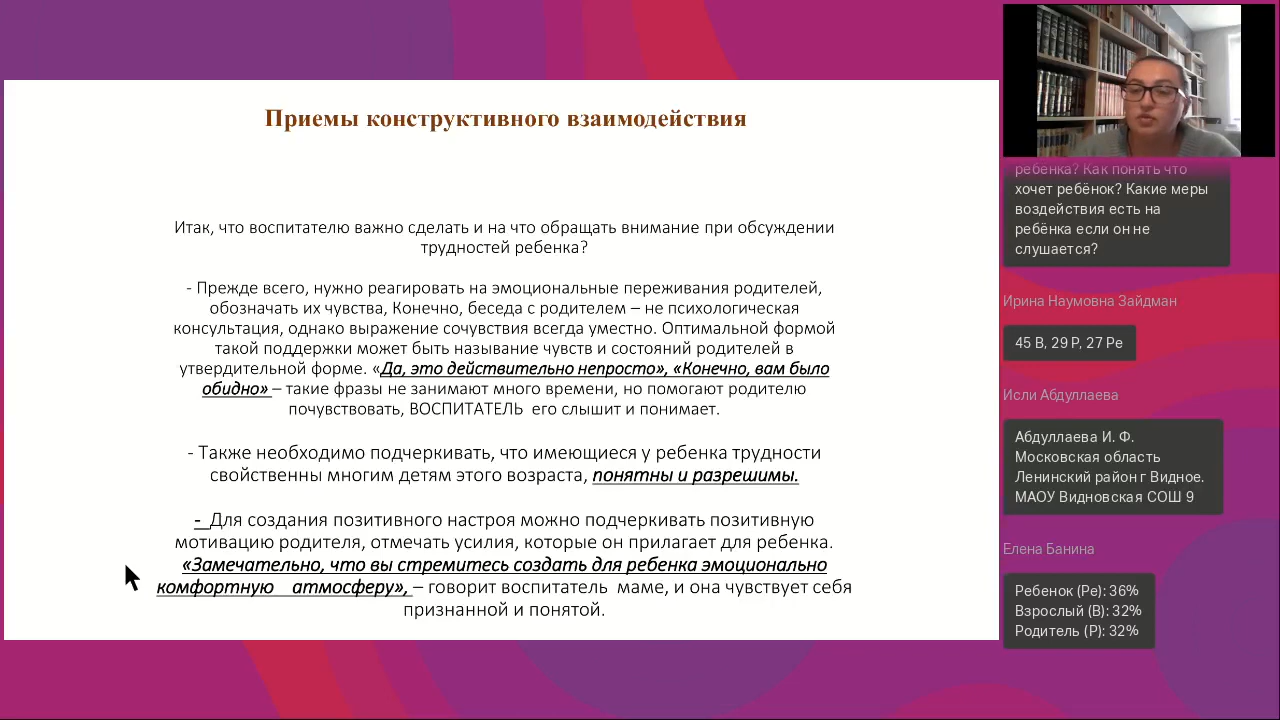 Приемы конструктивного взаимодействия
Итак, что воспитателю важно сделать и на что обращать внимание при обсуждении
трудностей ребенка?
- Прежде всего, нужно реагировать на эмоциональные переживания родителей,
обозначать их чувства, Конечно, беседа с родителем – не психологическая
консультация, однако выражение сочувствия всегда уместно. Оптимальной формой
такой поддержки может быть называние чувств и состояний родителей в
утвердительной форме. «Да, это действительно непросто», «Конечно, вам было
обидно» – такие фразы не занимают много времени, но помогают родителю
почувствовать, ВОСПИТАТЕЛЬ его слышит и понимает.
- Также необходимо подчеркивать, что имеющиеся у ребенка трудности
свойственны многим детям этого возраста, понятны и разрешимы.
- Для создания позитивного настроя можно подчеркивать позитивную
мотивацию родителя, отмечать усилия, которые он прилагает для ребенка.
«Замечательно, что вы стремитесь создать для ребенка эмоционально
комфортную атмосферу», – говорит воспитатель маме, и она чувствует себя
признанной и понятой.
ребенка? Как понять что
хочет ребёнок? Какие меры
воздействия есть на
ребёнка если он не
слушается?
Ирина Наумовна Зайдман
45 В, 29 Р, 27 Ре
Исли Абдуллаева
Абдуллаева И. Ф.
Московская область
Ленинский район г Видное.
МАОУ Видновская СОШ 9
Елена Банина
Ребенок (Ре): 36%
Взрослый (В): 32%
Родитель (Р): 32%